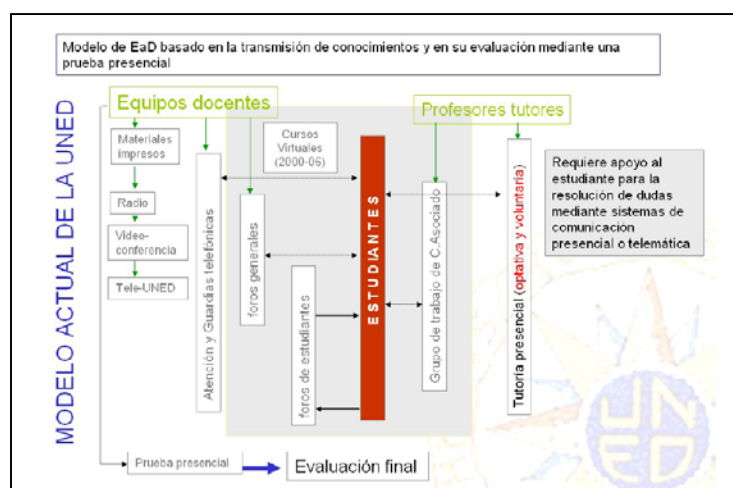 Modelo de EaD basado en la transmisión de conocimientos y en su evaluación mediante una
prueba presencial
MODELO ACTUAL DE LA UNED
Equipos docentes
Profesores tutores
Materiales
impresos
Radio
Video-
conferencia
Tele-UNED
Atención y Guardias telefónicas
foros generales
Cursos
Virtuales
(2000-06)
foros de estudiantes
ESTUDIANTES
Grupo de trabajo de C.Asociado
Tutoría presencial (optativa y voluntaria)
Requiere apoyo al
estudiante para la
resolución de dudas
mediante sistemas de
comunicación
presencial o telemática
Prueba presencial
Evaluación final
UNED